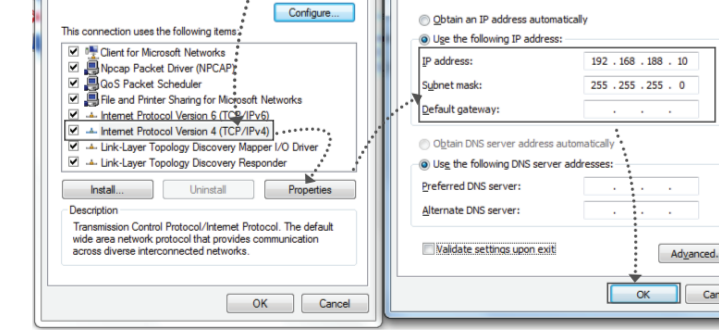 Configure...
This connection uses the following items:
Client for Microsoft Networks
Npcap Packet Driver (NPCAP)
QoS Packet Scheduler
File and Printer Sharing for Microsoft Networks
Internet Protocol Version 6 (TCP/IPv6)
Internet Protocol Version 4 (TCP/IPv4)
Link-Layer Topology Discovery Mapper I/O Driver
Link-Layer Topology Discovery Responder
Install...
Uninstall
Properties
Description
Transmission Control Protocol/Internet Protocol. The default
wide area network protocol that provides communication
across diverse interconnected networks.
OK
Cancel
Obtain an IP address automatically
Use the following IP address:
IP address: 192 . 168 . 188 . 10
Subnet mask: 255 . 255 . 255 . 0
Default gateway: . . .
Obtain DNS server address automatically
Use the following DNS server addresses:
Preferred DNS server: . . .
Alternate DNS server: . . .
Validate settings upon exit
Advanced.
OK
Car